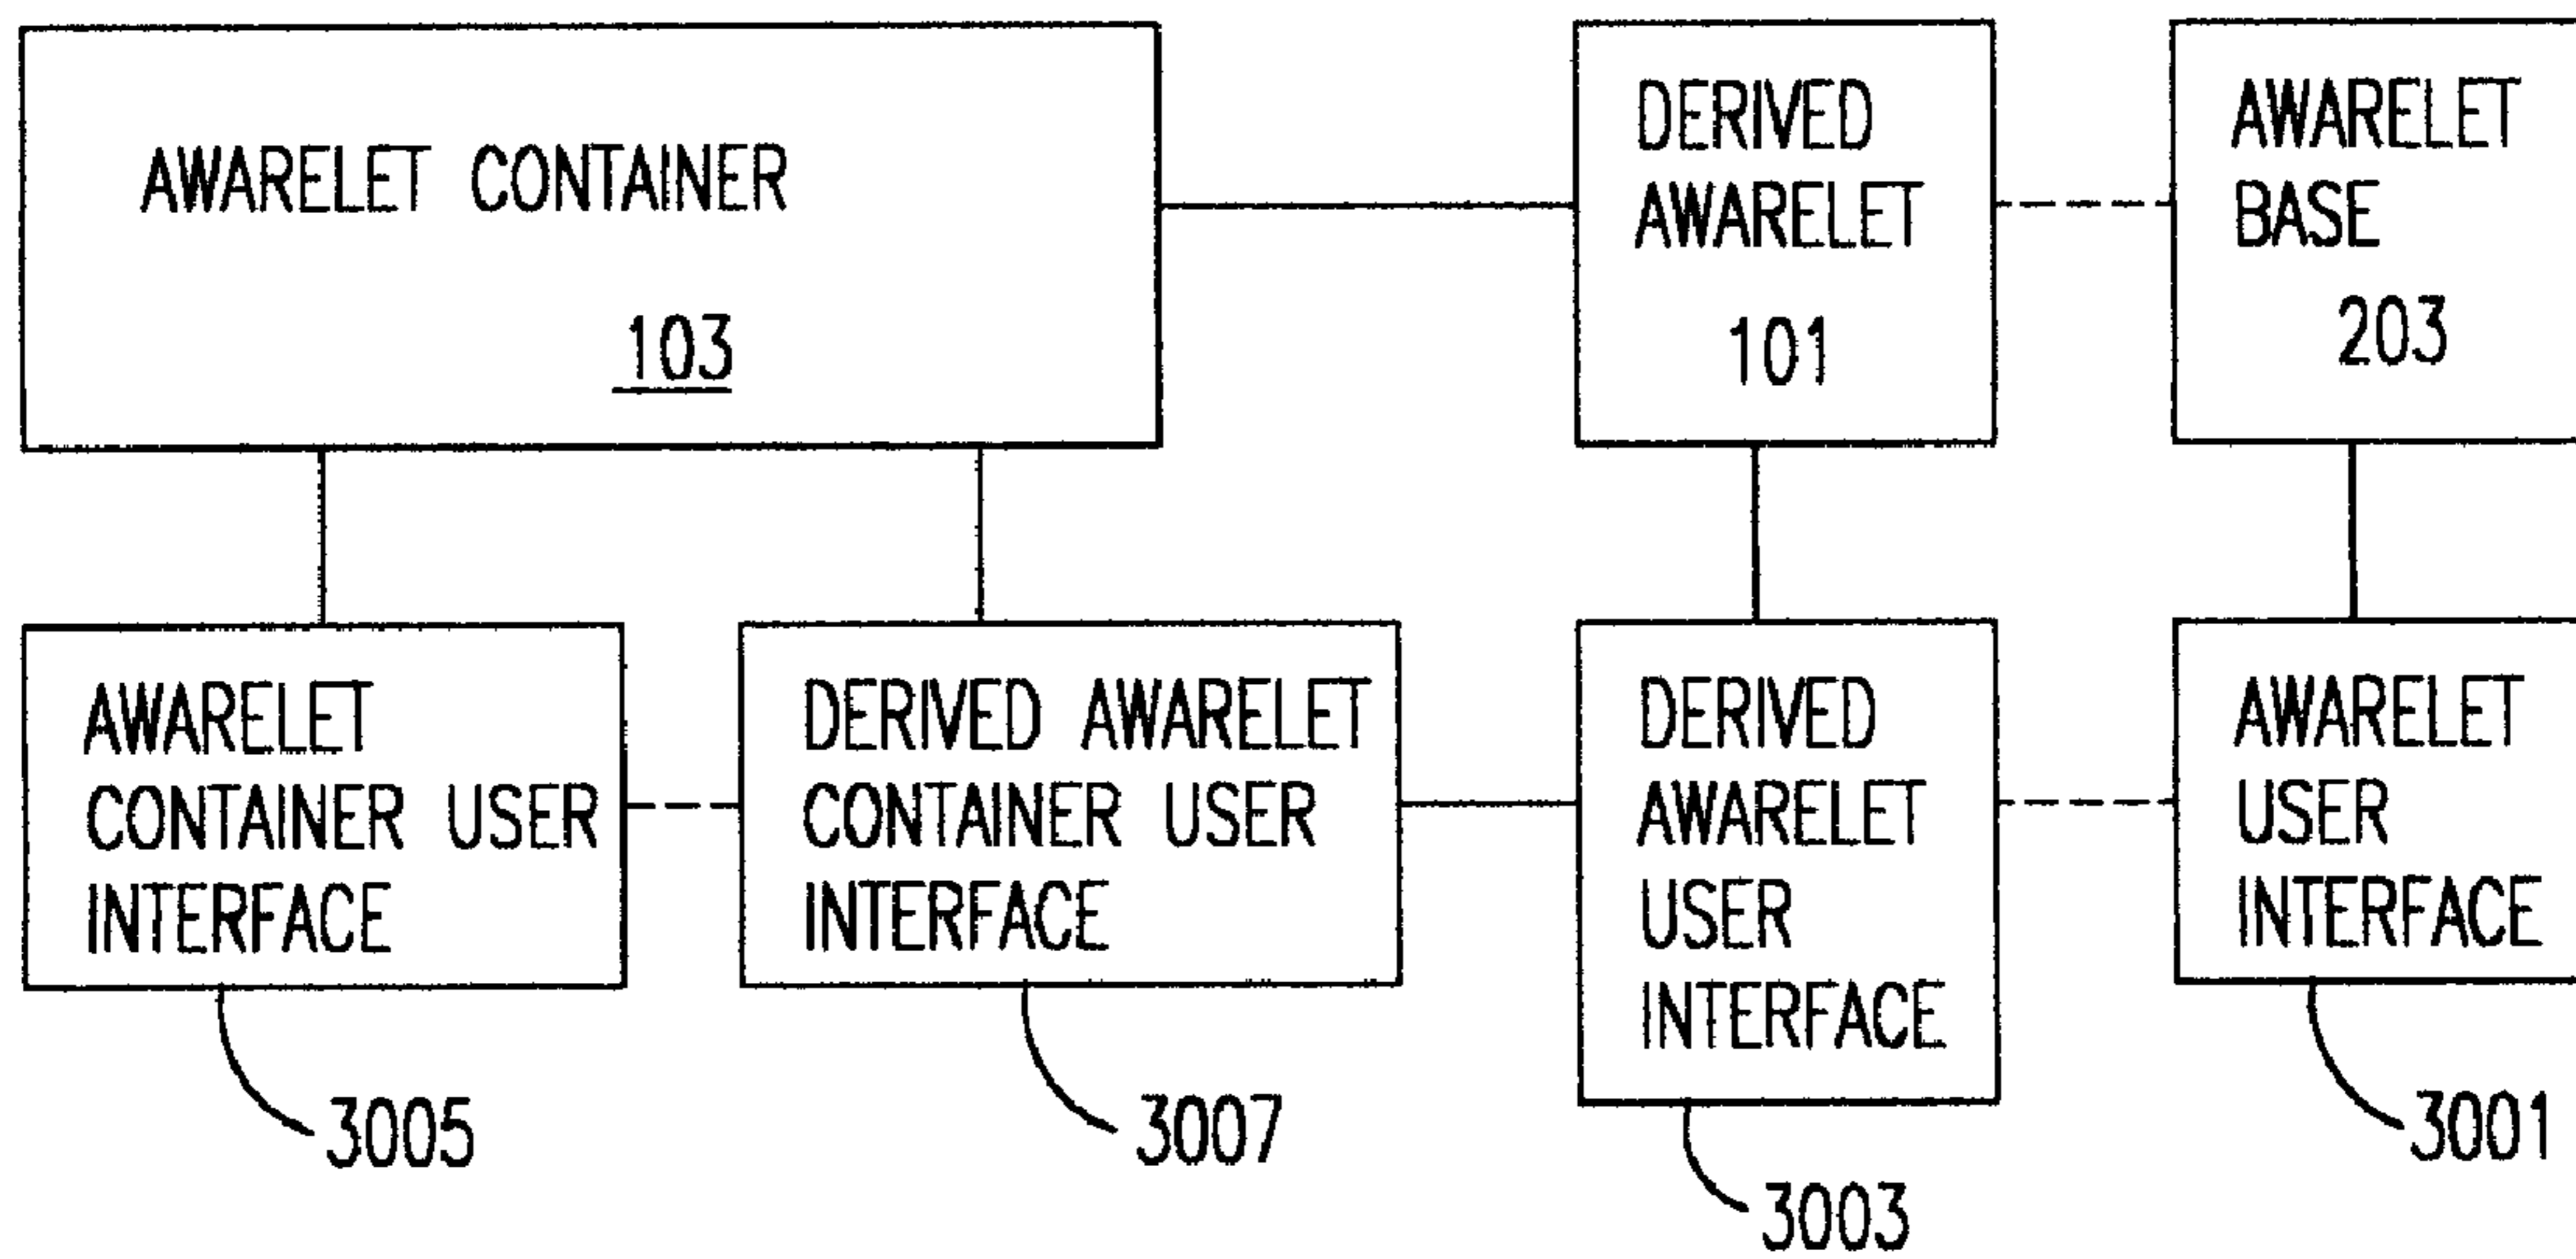 AWARELET CONTAINER
103
DERIVED
AWARELET
101
AWARELET
BASE
203
AWARELET
CONTAINER USER
INTERFACE
3005
DERIVED AWARELET
CONTAINER USER
INTERFACE
3007
DERIVED
AWARELET
USER
INTERFACE
3003
AWARELET
USER
INTERFACE
3001